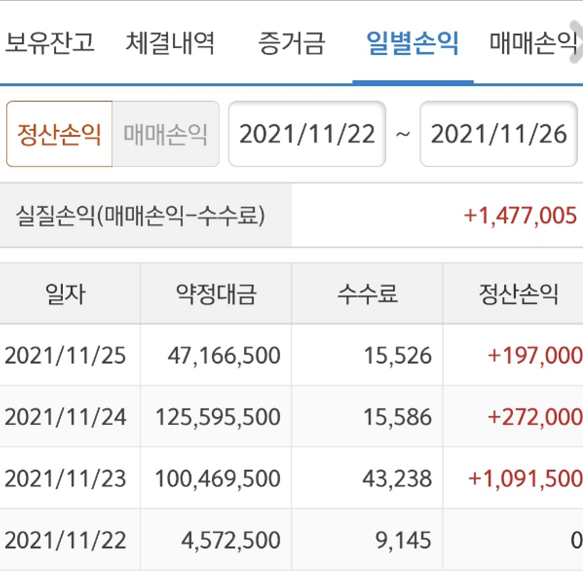 보유잔고 체결내역 증거금 일별손익 매매손익
정산손익 매매손익 2021/11/22 ~ 2021/11/26
실질손익(매매손익-수수료) +1,477,005
일자 약정대금 수수료 정산손익
2021/11/25 47,166,500 15,526 +197,000
2021/11/24 125,595,500 15,586 +272,000
2021/11/23 100,469,500 43,238 +1,091,500
2021/11/22 4,572,500 9,145 0